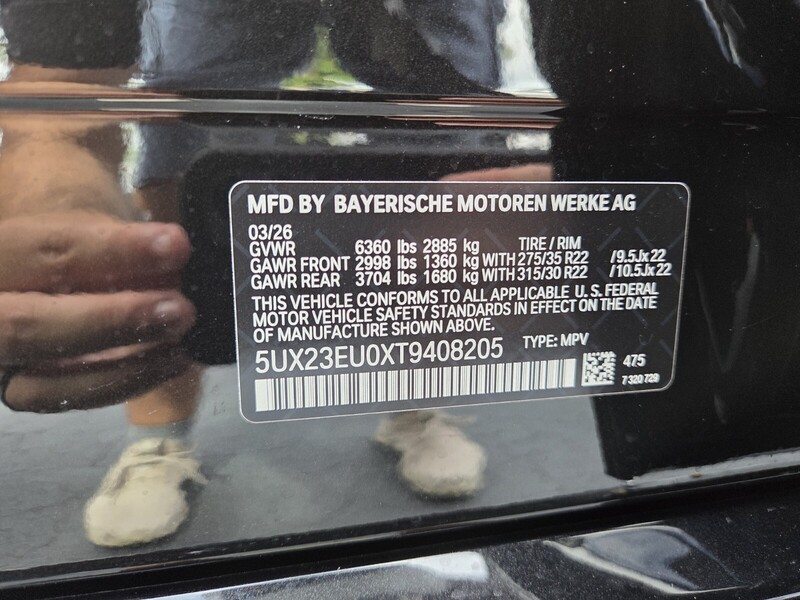 MFD BY BAYERISCHE MOTOREN WERKE AG
03/26
GVWR 6360 lbs 2885 kg TIRE / RIM
GAWR FRONT 2998 lbs 1360 kg WITH 275/35 R22 /9.5Jx22
GAWR REAR 3704 lbs 1680 kg WITH 315/30 R22 /10.5Jx22
THIS VEHICLE CONFORMS TO ALL APPLICABLE U.S. FEDERAL
MOTOR VEHICLE SAFETY STANDARDS IN EFFECT ON THE DATE
OF MANUFACTURE SHOWN ABOVE.
5UX23EU0XT9408205 TYPE: MPV
475
7 320 729